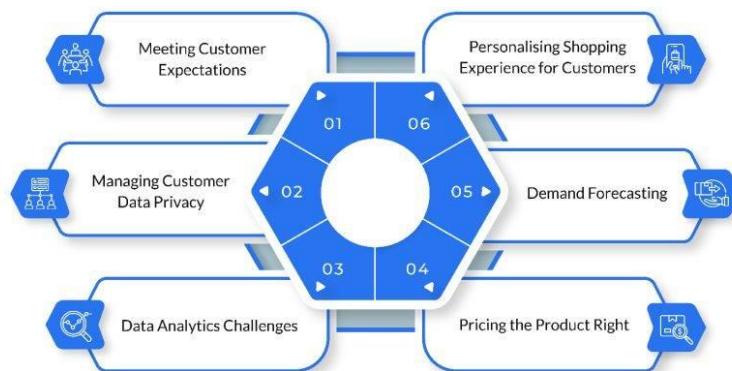 Meeting Customer
Expectations
Personalising Shopping
Experience for Customers
01
06
Managing Customer
Data Privacy
02
05
Demand Forecasting
03
04
Data Analytics Challenges
Pricing the Product Right